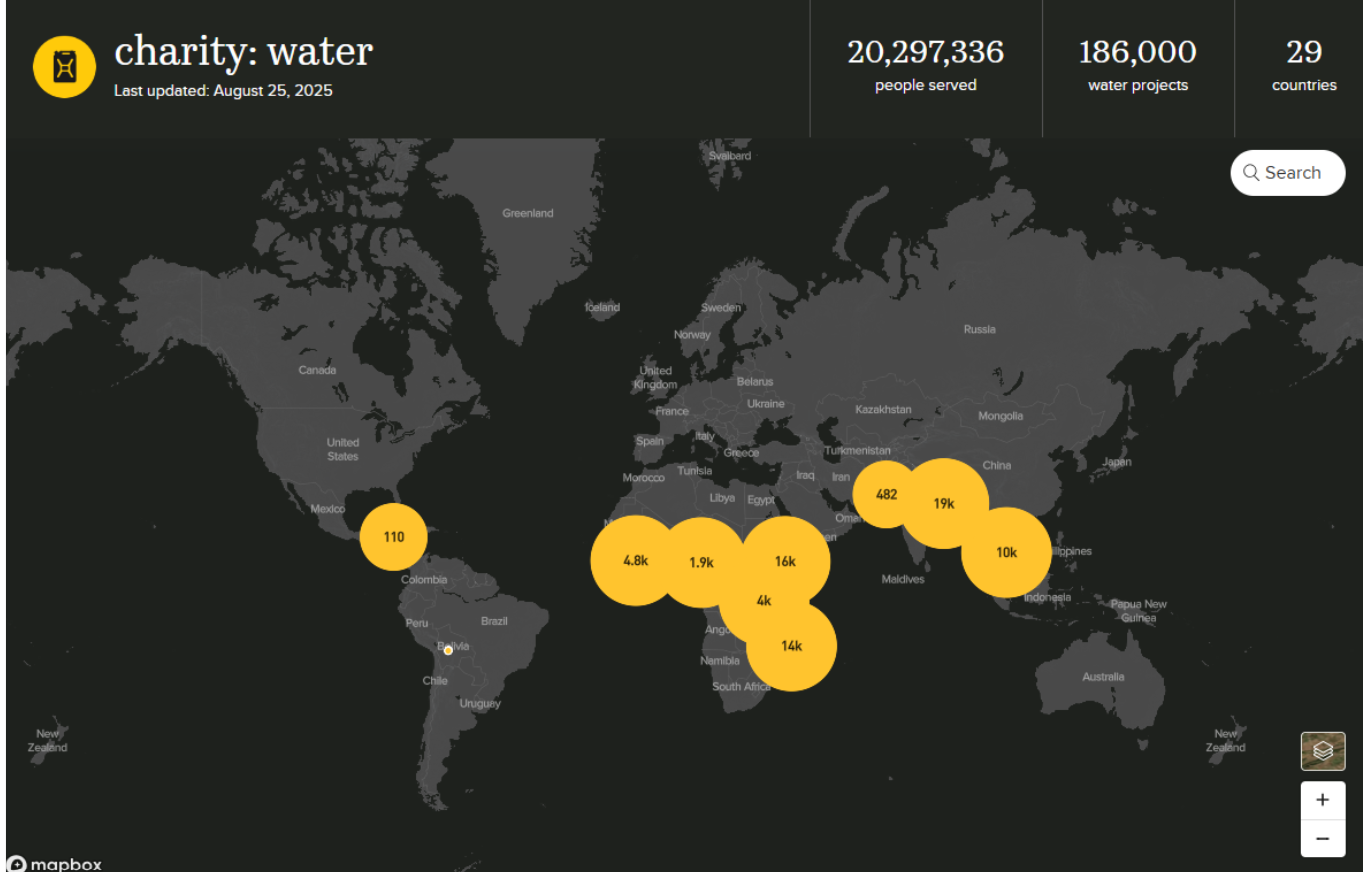 charity: water
Last updated: August 25, 2025
20,297,336
people served
186,000
water projects
29
countries
Search
Svalbard
Greenland
Iceland
Sweden
Norway
Russia
Canada
United
Kingdom
Belarus
Ukraine
France
Kazakhstan
Mongolia
United
States
Spain
Italy
Greece
Turkmenistan
China
Japan
Morocco
Tunisia
Iraq
Iran
Libya
Egypt
Mexico
482
19k
110
4.8k
1.9k
16k
10k
Colombia
Maldives
4k
Indonesia
Papua New
Guinea
Peru
Brazil
Bolivia
14k
Namibia
Chile
South Africa
Australia
Uruguay
New
Zealand
New
Zealand
+
−
mapbox